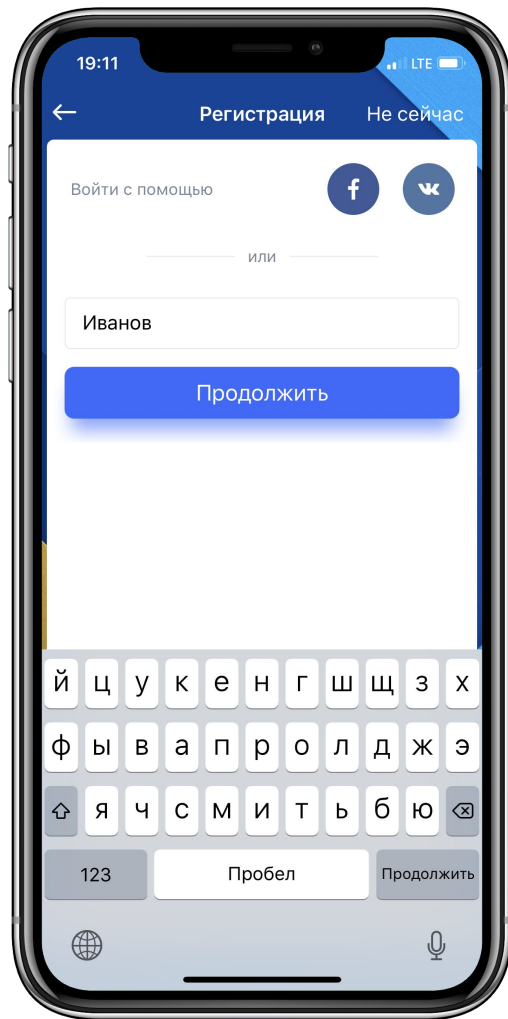 19:11
LTE
Регистрация
Не сейчас
Войти с помощью
или
Иванов
Продолжить
й ц у к е н г ш щ з х
ф ы в а п р о л д ж э
я ч с м и т ь б ю
123
Пробел
Продолжить